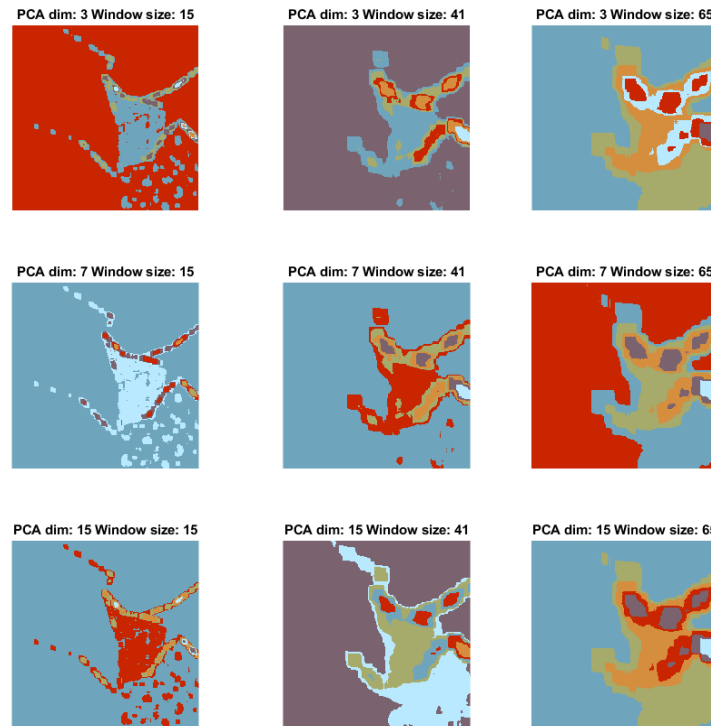 PCA dim: 3 Window size: 15
PCA dim: 3 Window size: 41
PCA dim: 3 Window size: 65
PCA dim: 7 Window size: 15
PCA dim: 7 Window size: 41
PCA dim: 7 Window size: 65
PCA dim: 15 Window size: 15
PCA dim: 15 Window size: 41
PCA dim: 15 Window size: 65